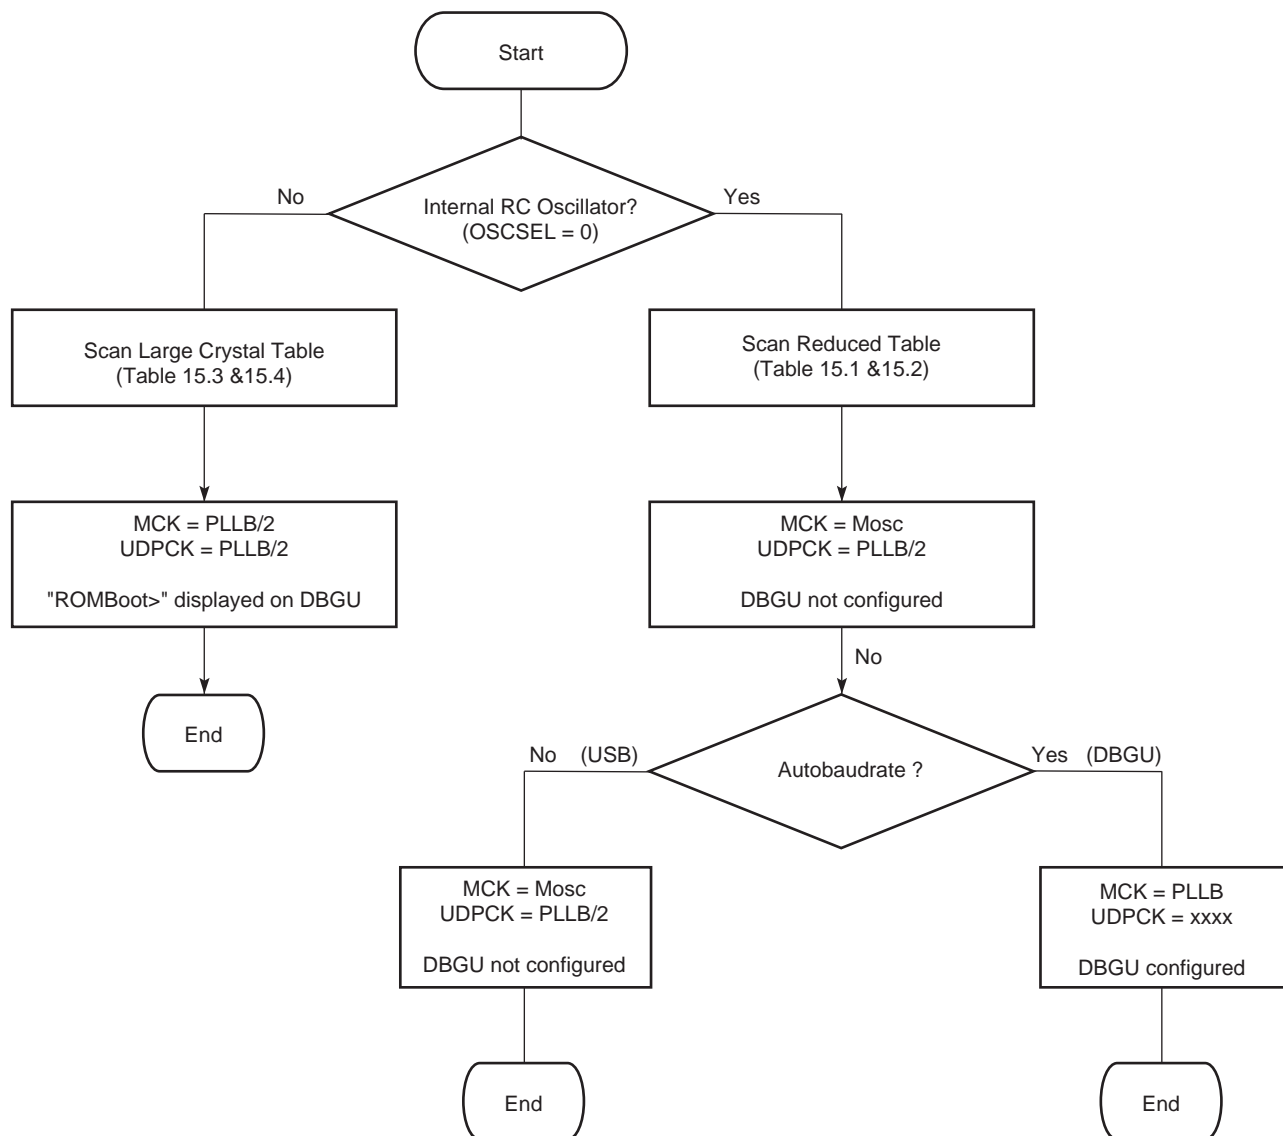 Start
No
Yes
Internal RC Oscillator?
(OSCSEL = 0)
Scan Large Crystal Table
(Table 15.3 &15.4)
Scan Reduced Table
(Table 15.1 &15.2)
MCK = PLLB/2
UDPCK = PLLB/2
"ROMBoot>" displayed on DBGU
MCK = Mosc
UDPCK = PLLB/2
DBGU not configured
No
End
No (USB)
Autobaudrate ?
Yes (DBGU)
MCK = Mosc
UDPCK = PLLB/2
DBGU not configured
MCK = PLLB
UDPCK = xxxx
DBGU configured
End
End